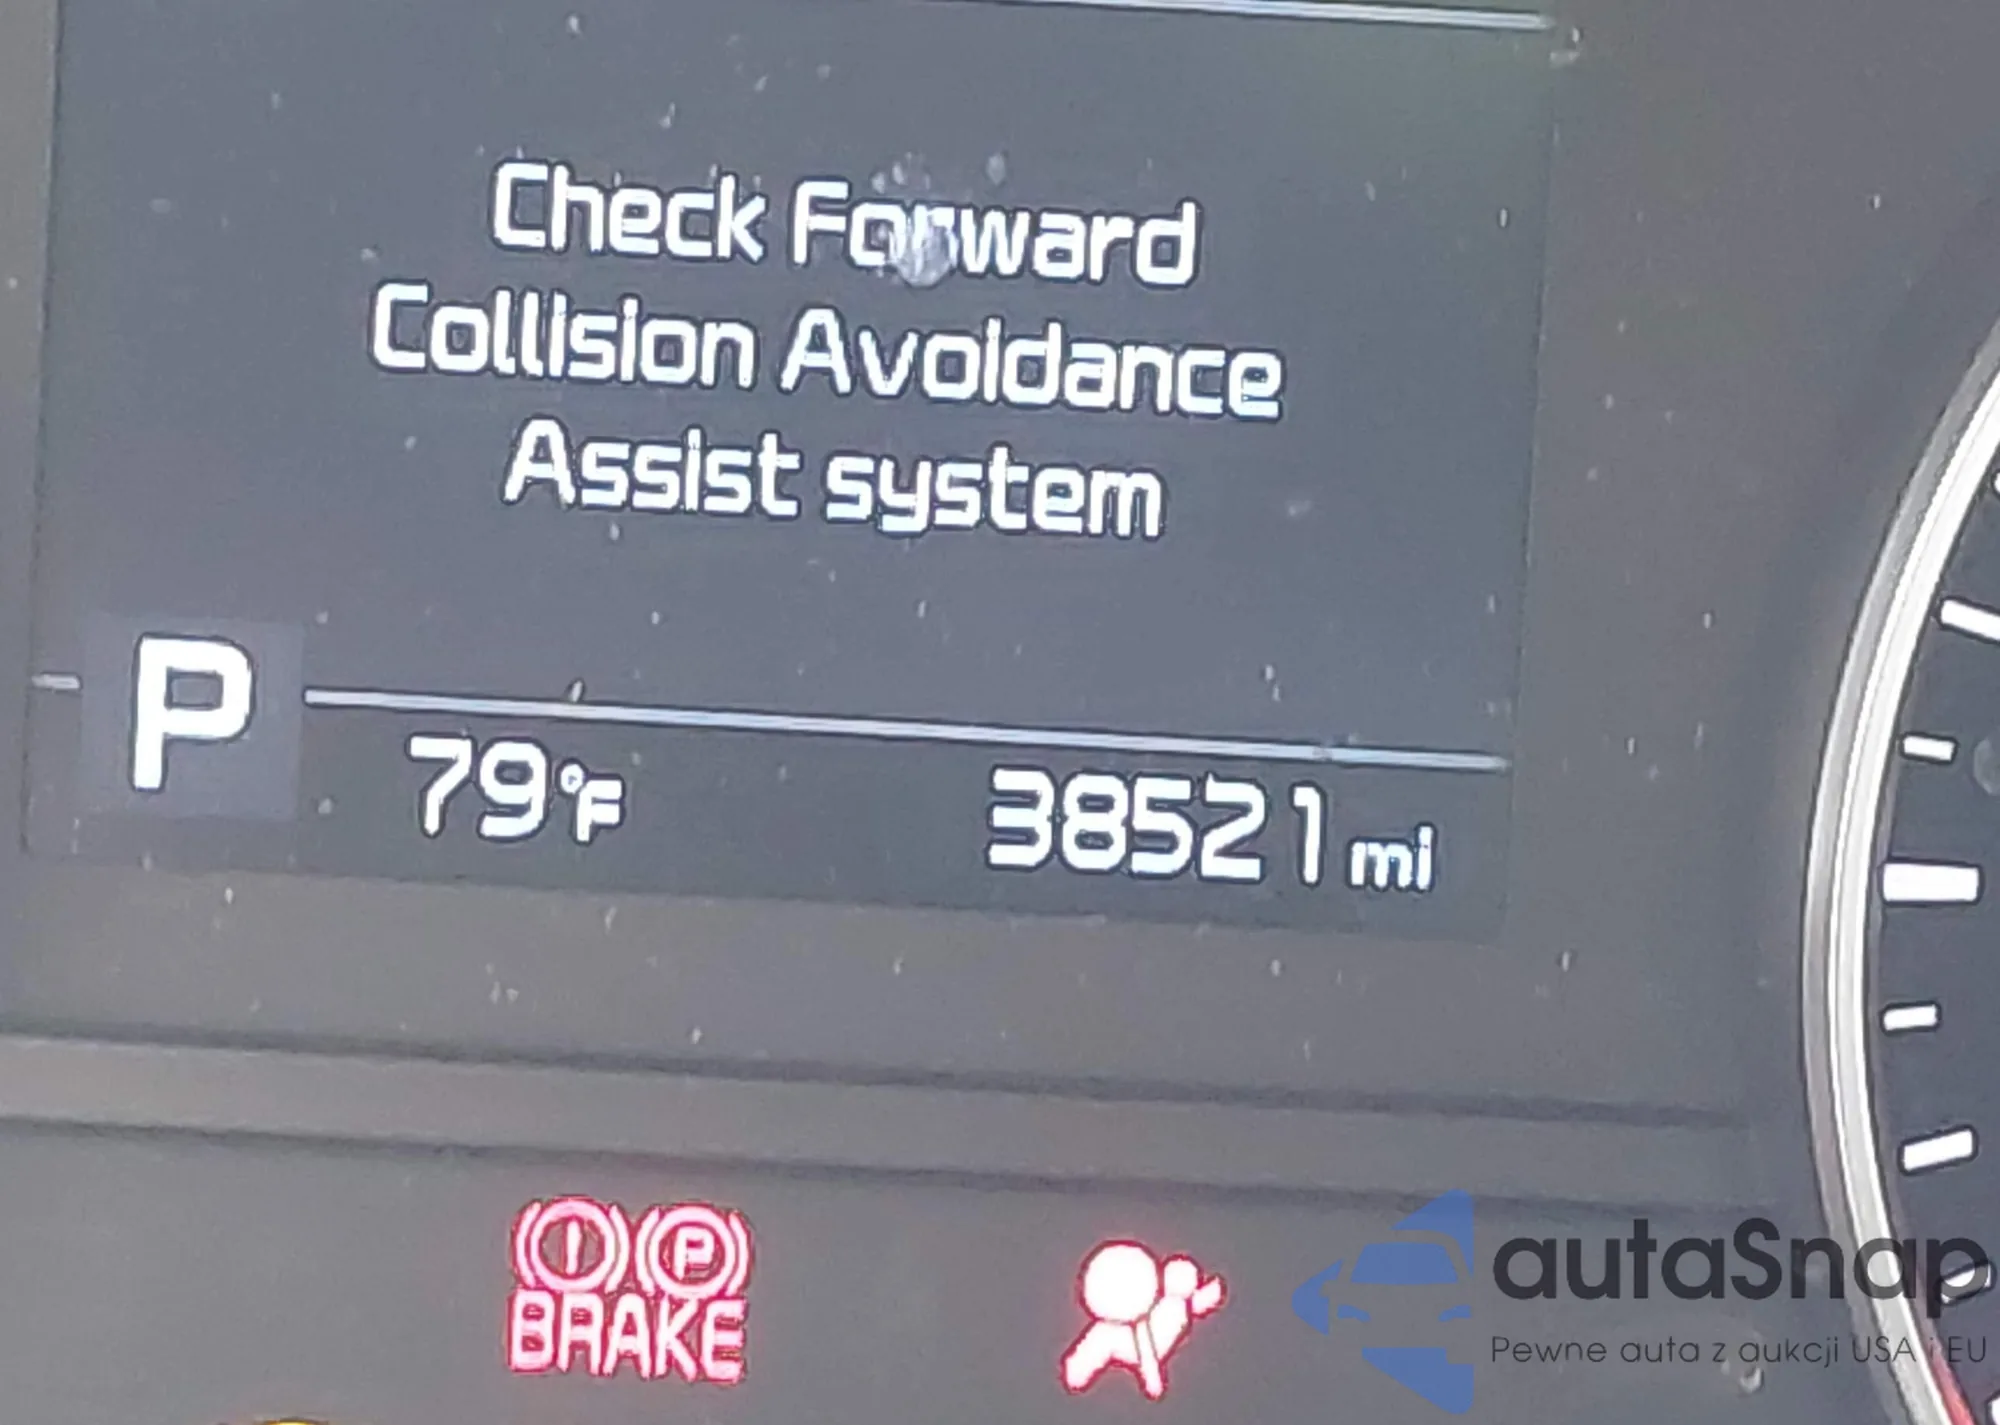 Check Forward
Collision Avoidance
Assist system
P
79°F
38521 mi
P
BRAKE
autaSnap
Pewne auta z aukcji USA i EU